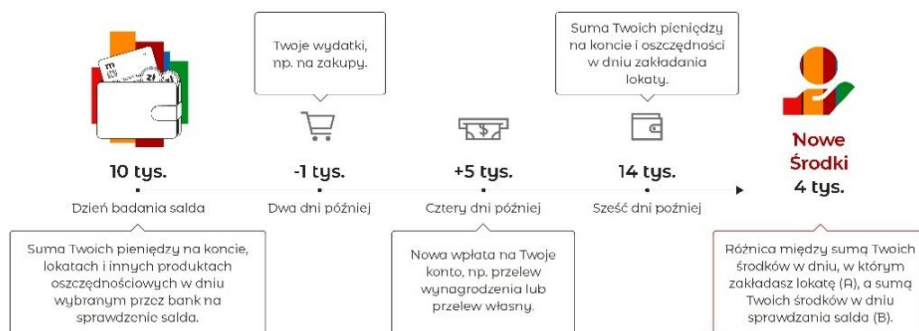 Twoje wydatki,
np. na zakupy.
Suma Twoich pieniędzy
na koncie i oszczędności
w dniu zakładania
lokaty.
Nowe
Środki
10 tys.
-1 tys.
+5 tys.
14 tys.
4 tys.
Dzień badania salda
Dwa dni później
Cztery dni później
Sześć dni poźniej
Suma Twoich pieniędzy na koncie,
lokatach i innych produktach
oszczędnościowych w dniu
wybranym przez bank na
sprawdzenie salda.
Nowa wpłata na Twoje
konto, np. przelew
wynagrodzenia lub
przelew własny.
Różnica między sumą Twoich
środków w dniu, w którym
zakładasz lokatę (A), a sumą
Twoich środków w dniu
sprawdzania salda (B).